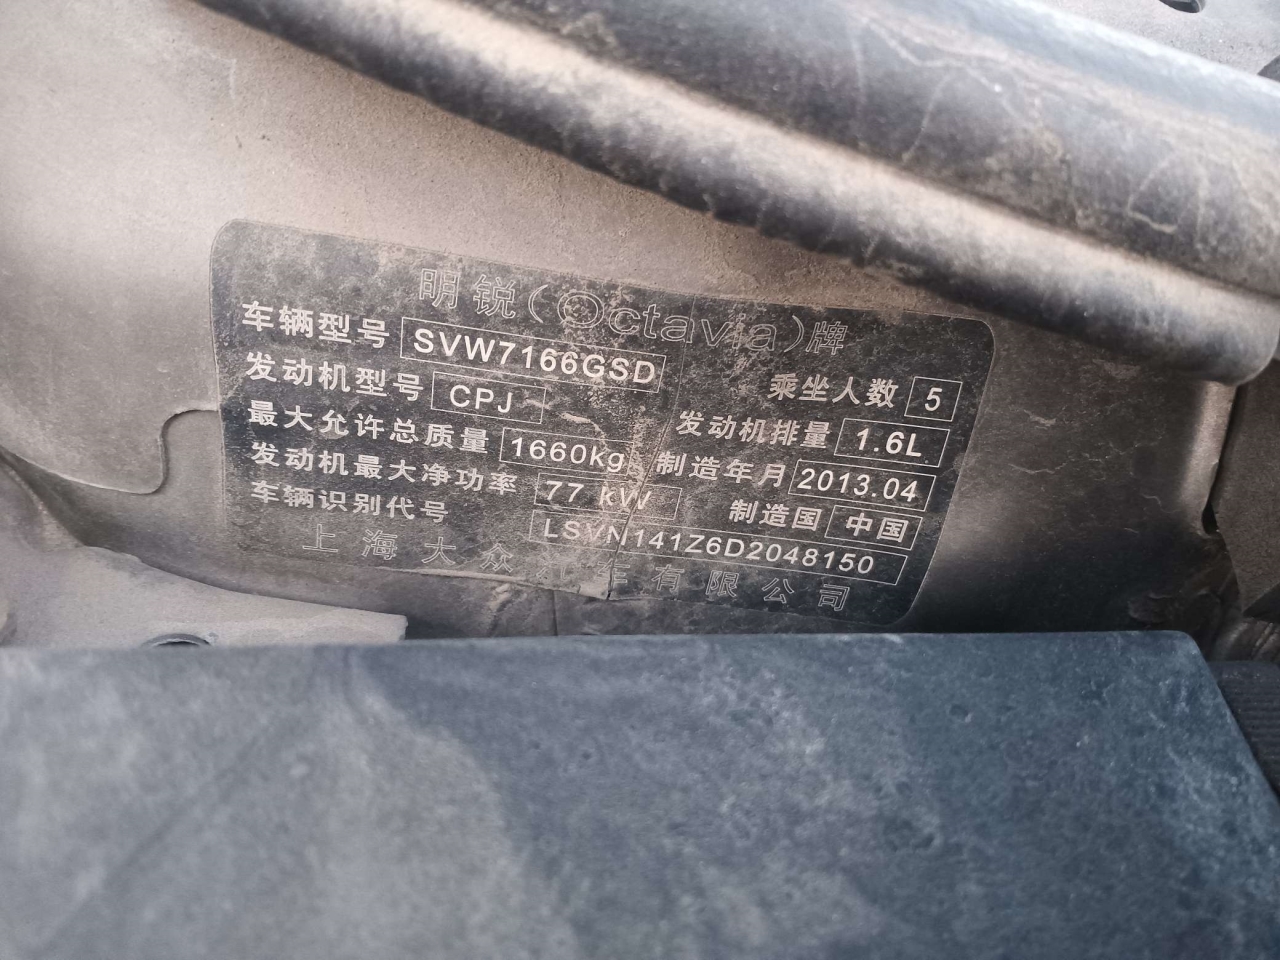 明锐(Octavia)牌
车辆型号 SVW7166GSD
乘坐人数 5
发动机型号 CPJ
发动机排量 1.6L
最大允许总质量 1660kg
制造年月 2013.04
发动机最大净功率 77 kW
制造国 中国
车辆识别代号 LSVN141Z6D2048150
上海大众汽车有限公司